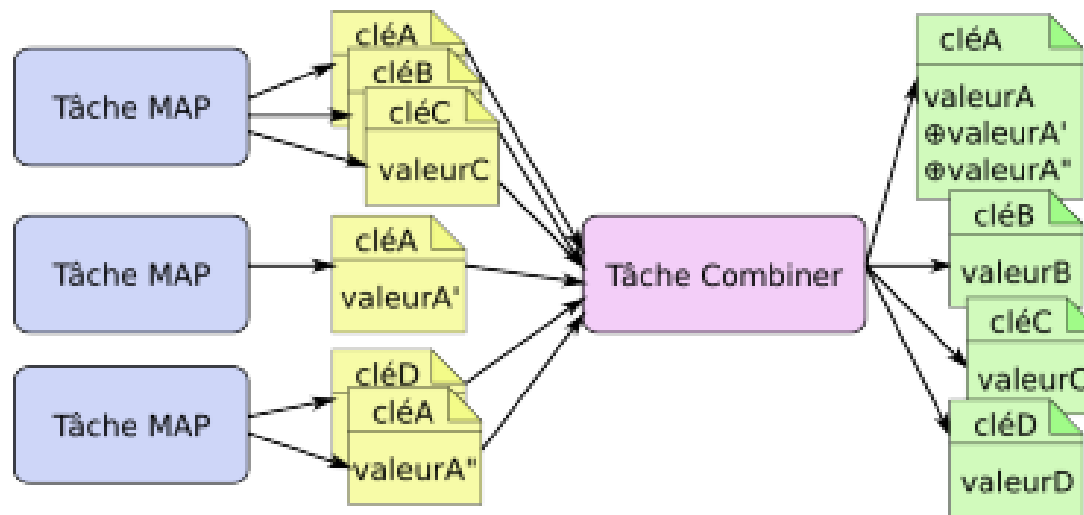 Tâche MAP
cléA
cléB
cléC
valeurC
Tâche MAP
cléA
valeurA'
Tâche MAP
cléD
cléA
valeurA"
Tâche Combiner
cléA
valeurA
⊕valeurA'
⊕valeurA"
cléB
valeurB
cléC
valeurC
cléD
valeurD